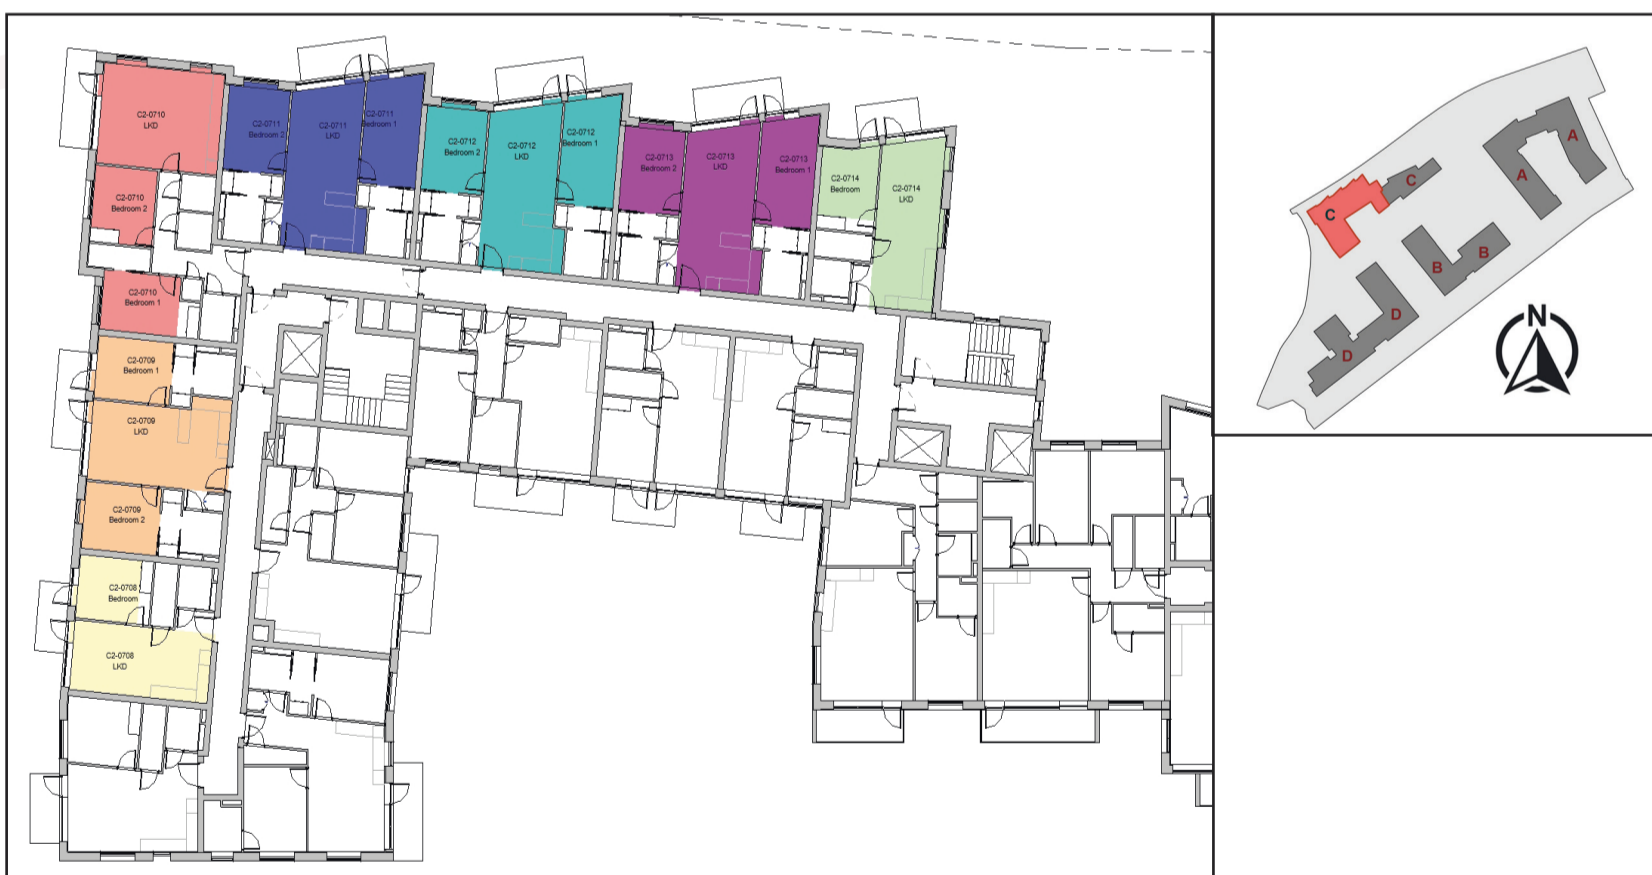 C2-0710
LKD
C2-0710
Bedroom 2
C2-0710
Bedroom 1
C2-0711
Bedroom 2
C2-0711
LKD
C2-0711
Bedroom 1
C2-0712
Bedroom 2
C2-0712
LKD
C2-0712
Bedroom 1
C2-0713
Bedroom 2
C2-0713
LKD
C2-0713
Bedroom 1
C2-0714
Bedroom
C2-0714
LKD
C2-0709
Bedroom 1
C2-0709
LKD
C2-0709
Bedroom 2
C2-0708
Bedroom
C2-0708
LKD
A
A
C
C
B
B
D
D
N